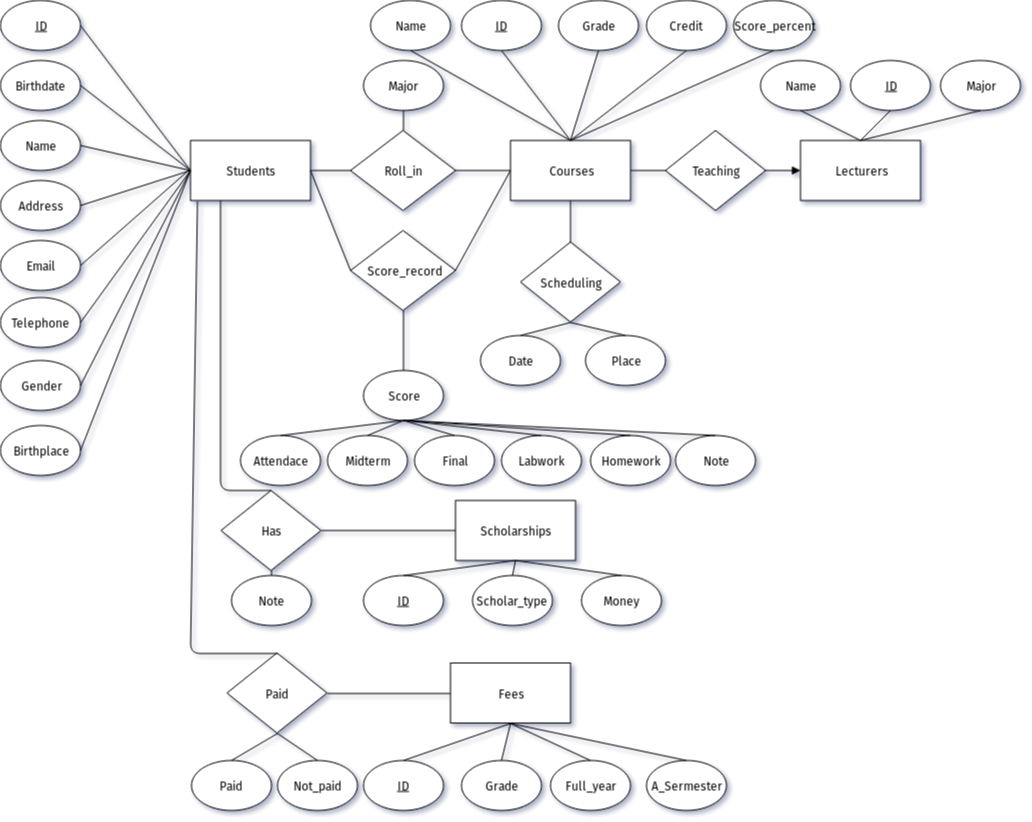 ID
Name
ID
Grade
Credit
Score_percent
Birthdate
Major
Name
ID
Major
Name
Students
Roll_in
Courses
Teaching
Lecturers
Address
Email
Score_record
Scheduling
Telephone
Date
Place
Gender
Score
Birthplace
Attendace
Midterm
Final
Labwork
Homework
Note
Has
Scholarships
Note
ID
Scholar_type
Money
Paid
Fees
Paid
Not_paid
ID
Grade
Full_year
A_Sermester